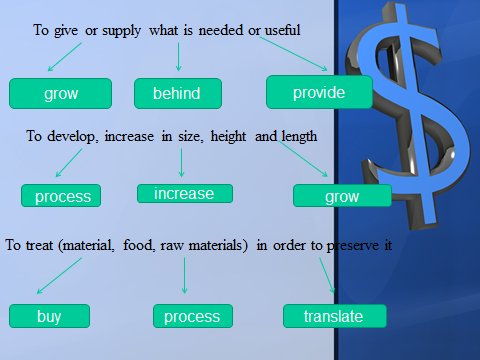 To give or supply what is needed or useful
grow behind provide
To develop, increase in size, height and length
process increase grow
To treat (material, food, raw materials) in order to preserve it
buy process translate